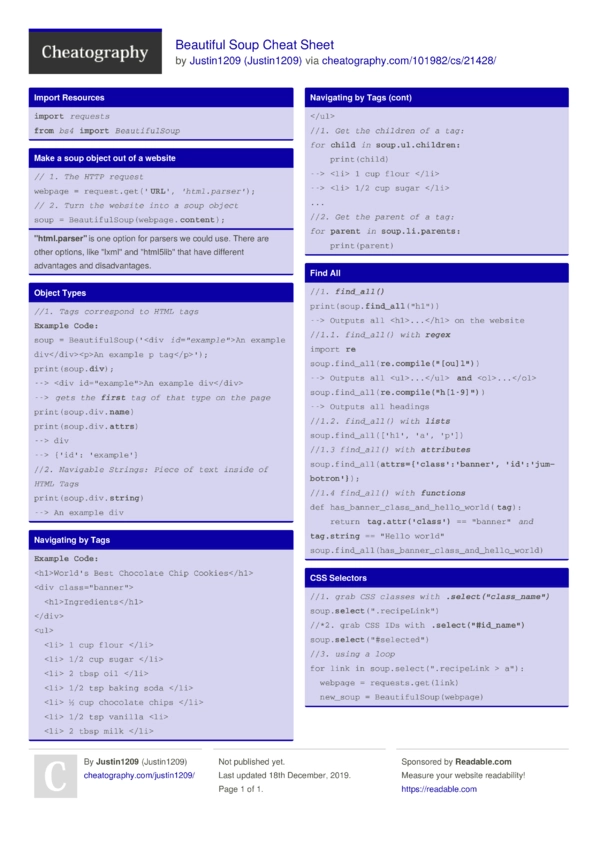 Cheatography
Beautiful Soup Cheat Sheet
by Justin1209 (Justin1209) via cheatography.com/101982/cs/21428/
Import Resources
import requests
from bs4 import BeautifulSoup
Make a soup object out of a website
// 1. The HTTP request
webpage = request.get('URL', 'html.parser');
// 2. Turn the website into a soup object
soup = BeautifulSoup(webpage.content);
"html.parser" is one option for parsers we could use. There are
other options, like "lxml" and "html5lib" that have different
advantages and disadvantages.
Object Types
//1. Tags correspond to HTML tags
Example Code:
soup = BeautifulSoup('<div id="example">An example
div</div><p>An example p tag</p>');
print(soup.div);
--> <div id="example">An example div</div>
--> gets the first tag of that type on the page
print(soup.div.name)
print(soup.div.attrs)
--> div
--> {'id': 'example'}
//2. Navigable Strings: Piece of text inside of
HTML Tags
print(soup.div.string)
--> An example div
Navigating by Tags
Example Code:
<h1>World's Best Chocolate Chip Cookies</h1>
<div class="banner">
<h1>Ingredients</h1>
</div>
<ul>
<li> 1 cup flour </li>
<li> 1/2 cup sugar </li>
<li> 2 tbsp oil </li>
<li> 1/2 tsp baking soda </li>
<li> ½ cup chocolate chips </li>
<li> 1/2 tsp vanilla <li>
<li> 2 tbsp milk </li>
Navigating by Tags (cont)
</ul>
//1. Get the children of a tag:
for child in soup.ul.children:
print(child)
--> <li> 1 cup flour </li>
--> <li> 1/2 cup sugar </li>
...
//2. Get the parent of a tag:
for parent in soup.li.parents:
print(parent)
Find All
//1. find_all()
print(soup.find_all("h1"))
--> Outputs all <h1>...</h1> on the website
//1.1. find_all() with regex
import re
soup.find_all(re.compile("[ou]l"))
--> Outputs all <ul>...</ul> and <ol>...</ol>
soup.find_all(re.compile("h[1-9]"))
--> Outputs all headings
//1.2. find_all() with lists
soup.find_all(['h1', 'a', 'p'])
//1.3 find_all() with attributes
soup.find_all(attrs={'class':'banner', 'id':'jum-
botron'});
//1.4 find_all() with functions
def has_banner_class_and_hello_world(tag):
return tag.attr('class') == "banner" and
tag.string == "Hello world"
soup.find_all(has_banner_class_and_hello_world)
CSS Selectors
//1. grab CSS classes with .select("class_name")
soup.select(".recipeLink")
//*2. grab CSS IDs with .select("#id_name")
soup.select("#selected")
//3. using a loop
for link in soup.select(".recipeLink > a"):
webpage = requests.get(link)
new_soup = BeautifulSoup(webpage)
C
By Justin1209 (Justin1209)
cheatography.com/justin1209/
Not published yet.
Last updated 18th December, 2019.
Page 1 of 1.
Sponsored by Readable.com
Measure your website readability!
https://readable.com